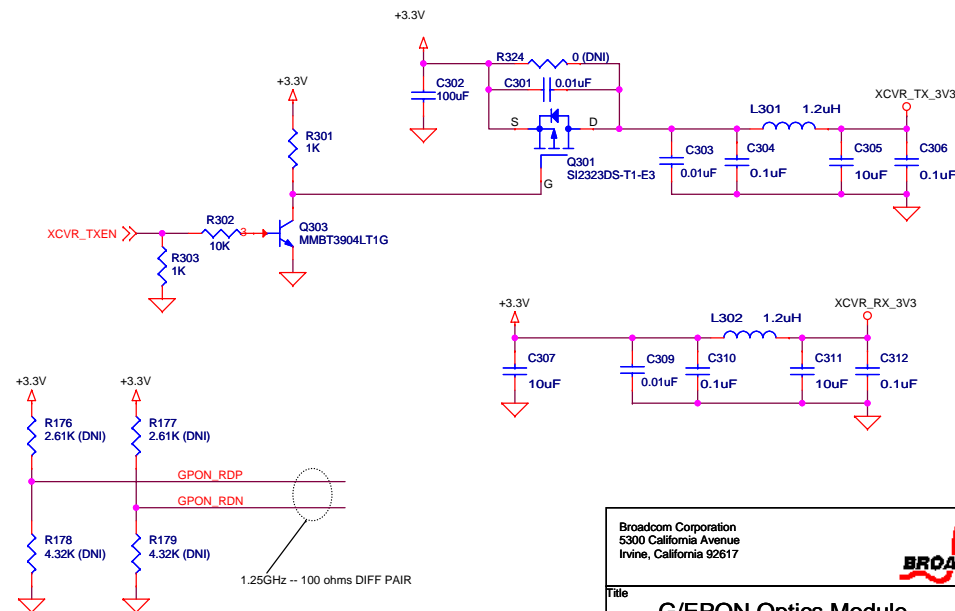 +3.3V
R324
0 (DNI)
C301
0.01uF
C302
100uF
S
D
G
Q301
SI2323DS-T1-E3
+3.3V
R301
1K
XCVR_TXEN
R302
10K
3
Q303
MMBT3904LT1G
R303
1K
C303
0.01uF
C304
0.1uF
L301
1.2uH
C305
10uF
XCVR_TX_3V3
C306
0.1uF
+3.3V
C307
10uF
C309
0.01uF
C310
0.1uF
L302
1.2uH
C311
10uF
XCVR_RX_3V3
C312
0.1uF
+3.3V
+3.3V
R176
2.61K (DNI)
R177
2.61K (DNI)
GPON_RDP
GPON_RDN
R178
4.32K (DNI)
R179
4.32K (DNI)
1.25GHz -- 100 ohms DIFF PAIR
Broadcom Corporation
5300 California Avenue
Irvine, California 92617
BROA
Title
G/EPON Optics Module